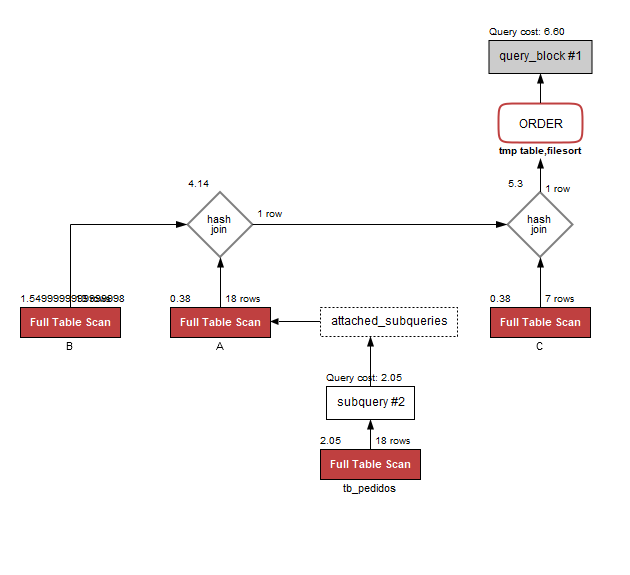 Query cost: 6.60
query_block #1
ORDER
tmp table,filesort
4.14
hash
join
1 row
5.3
1 row
hash
join
1.5499999999999998
Full Table Scan
B
0.38
18 rows
Full Table Scan
A
attached_subqueries
0.38
7 rows
Full Table Scan
C
Query cost: 2.05
subquery #2
2.05
18 rows
Full Table Scan
tb_pedidos